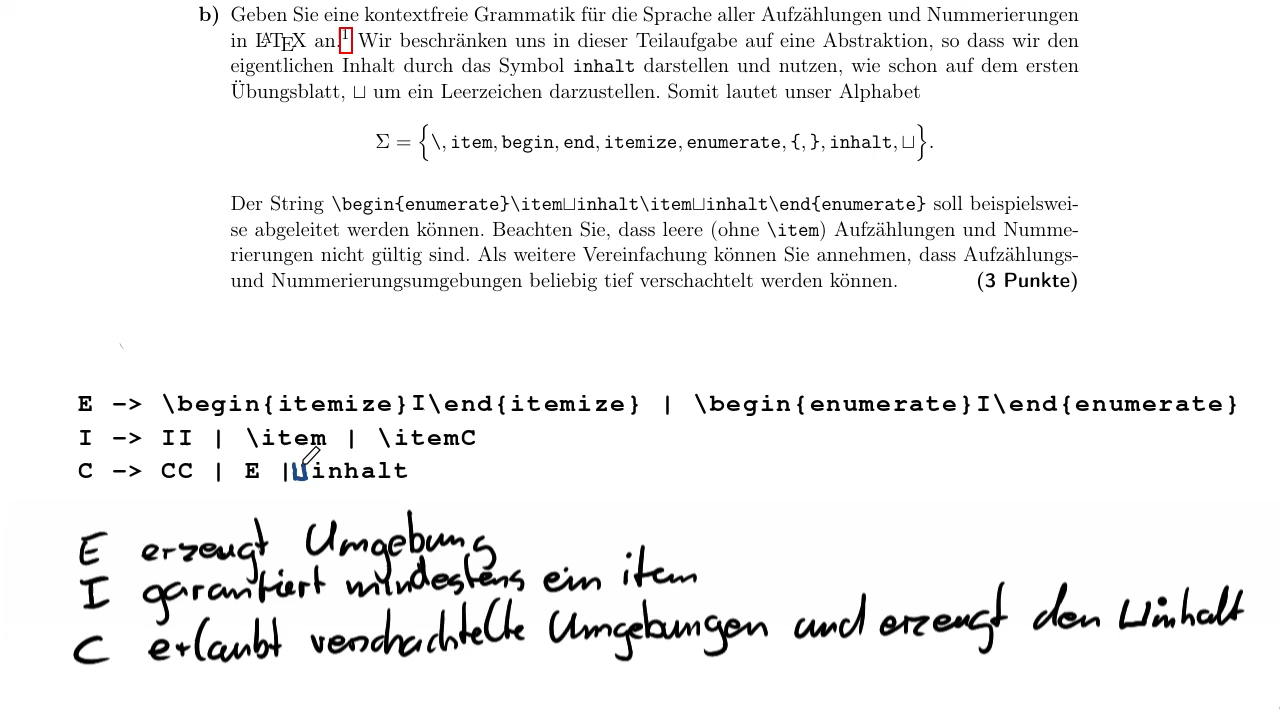 b) Geben Sie eine kontextfreie Grammatik für die Sprache aller Aufzählungen und Nummerierungen
in LATEX an.1 Wir beschränken uns in dieser Teilaufgabe auf eine Abstraktion, so dass wir den
eigentlichen Inhalt durch das Symbol inhalt darstellen und nutzen, wie schon auf dem ersten
Übungsblatt, ⊔ um ein Leerzeichen darzustellen. Somit lautet unser Alphabet
Σ = {\, item, begin, end, itemize, enumerate, {, }, inhalt, ⊔}.
Der String \begin{enumerate}\item⊔inhalt\item⊔inhalt\end{enumerate} soll beispielswei-
se abgeleitet werden können. Beachten Sie, dass leere (ohne \item) Aufzählungen und Numme-
rierungen nicht gültig sind. Als weitere Vereinfachung können Sie annehmen, dass Aufzählungs-
und Nummerierungsumgebungen beliebig tief verschachtelt werden können. (3 Punkte)
E -> \begin{itemize}I\end{itemize} | \begin{enumerate}I\end{enumerate}
I -> II | \item | \itemC
C -> CC | E |⊔inhalt
E erzeugt Umgebung
I garantiert mindestens ein item
C erlaubt verschachtelte Umgebungen und erzeugt den ⊔inhalt